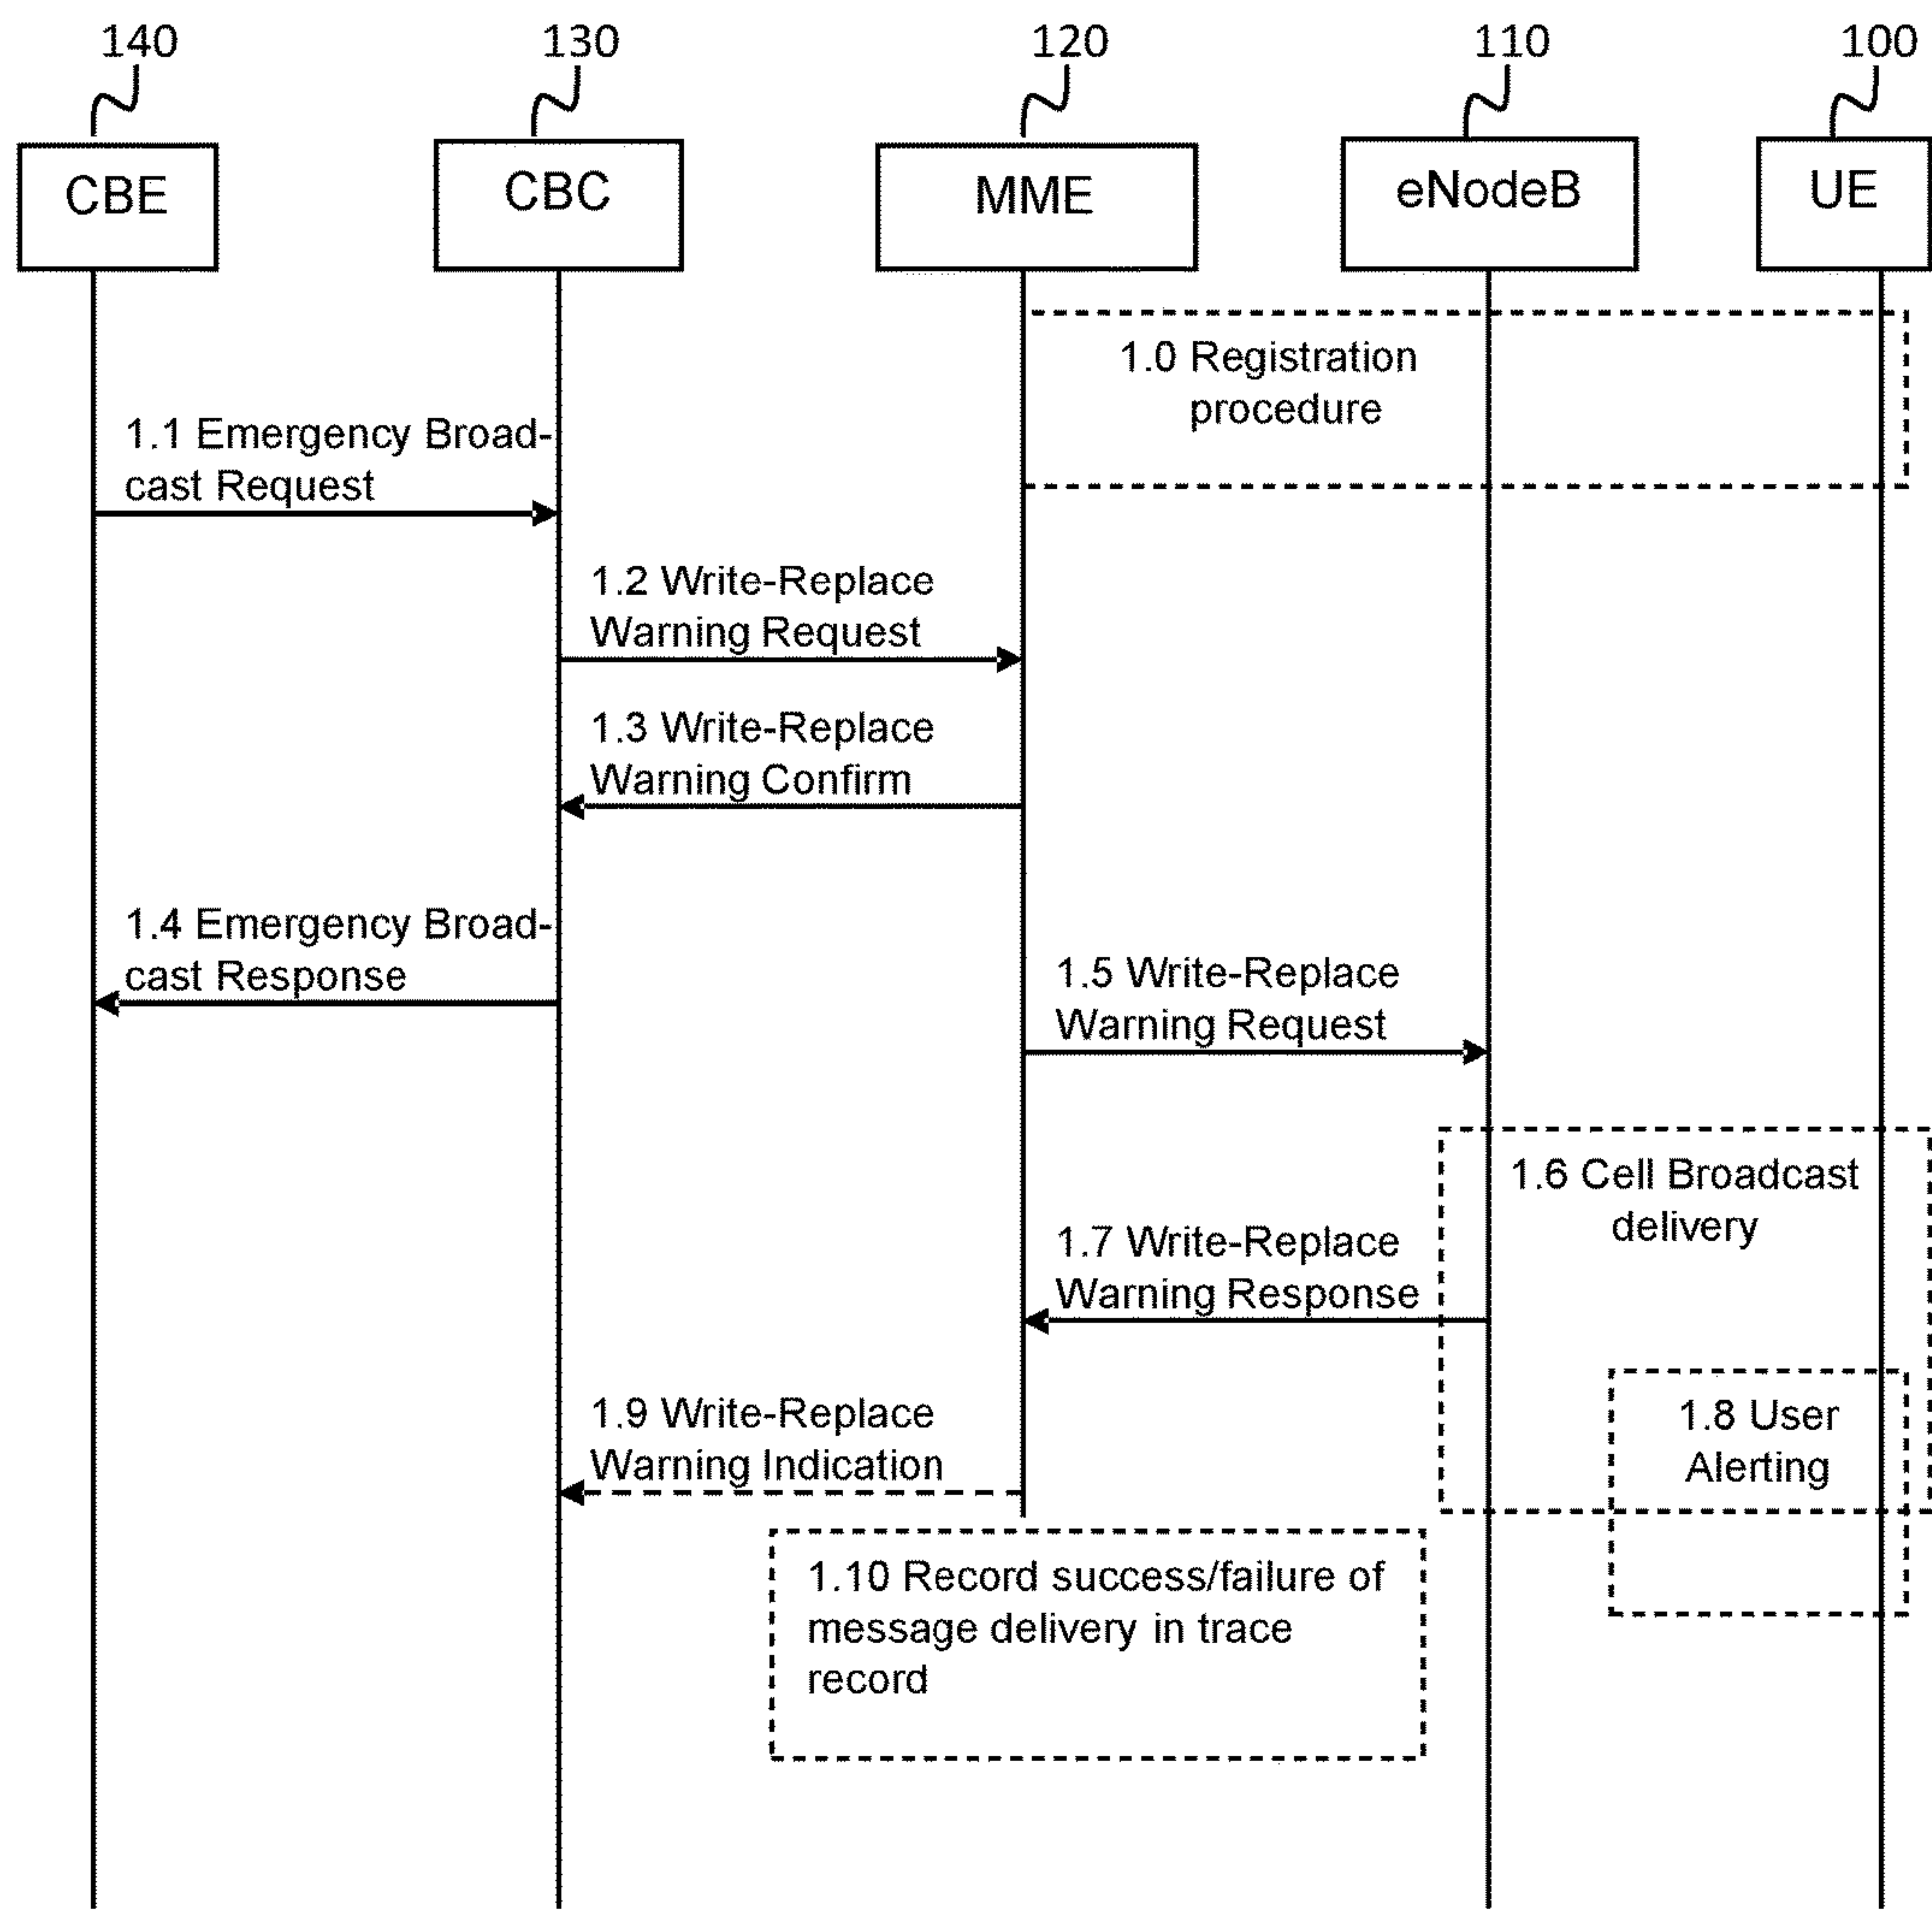 140
130
120
110
100
CBE
CBC
MME
eNodeB
UE
1.0 Registration
procedure
1.1 Emergency Broad-
cast Request
1.2 Write-Replace
Warning Request
1.3 Write-Replace
Warning Confirm
1.4 Emergency Broad-
cast Response
1.5 Write-Replace
Warning Request
1.6 Cell Broadcast
delivery
1.7 Write-Replace
Warning Response
1.8 User
Alerting
1.9 Write-Replace
Warning Indication
1.10 Record success/failure of
message delivery in trace
record